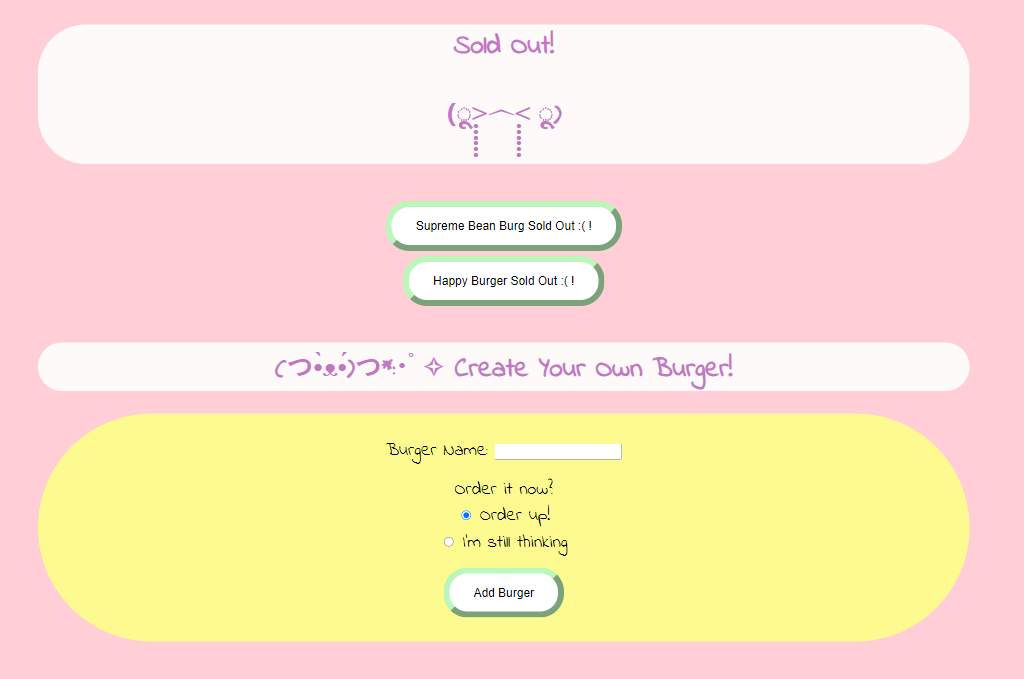 Sold Out!
(ृ>︿< ृ)
Supreme Bean Burg Sold Out :( !
Happy Burger Sold Out :( !
(つ•̀ᴥ•́)つ*:･ﾟ✧ Create Your Own Burger!
Burger Name:
Order it now?
Order up!
I'm still thinking
Add Burger